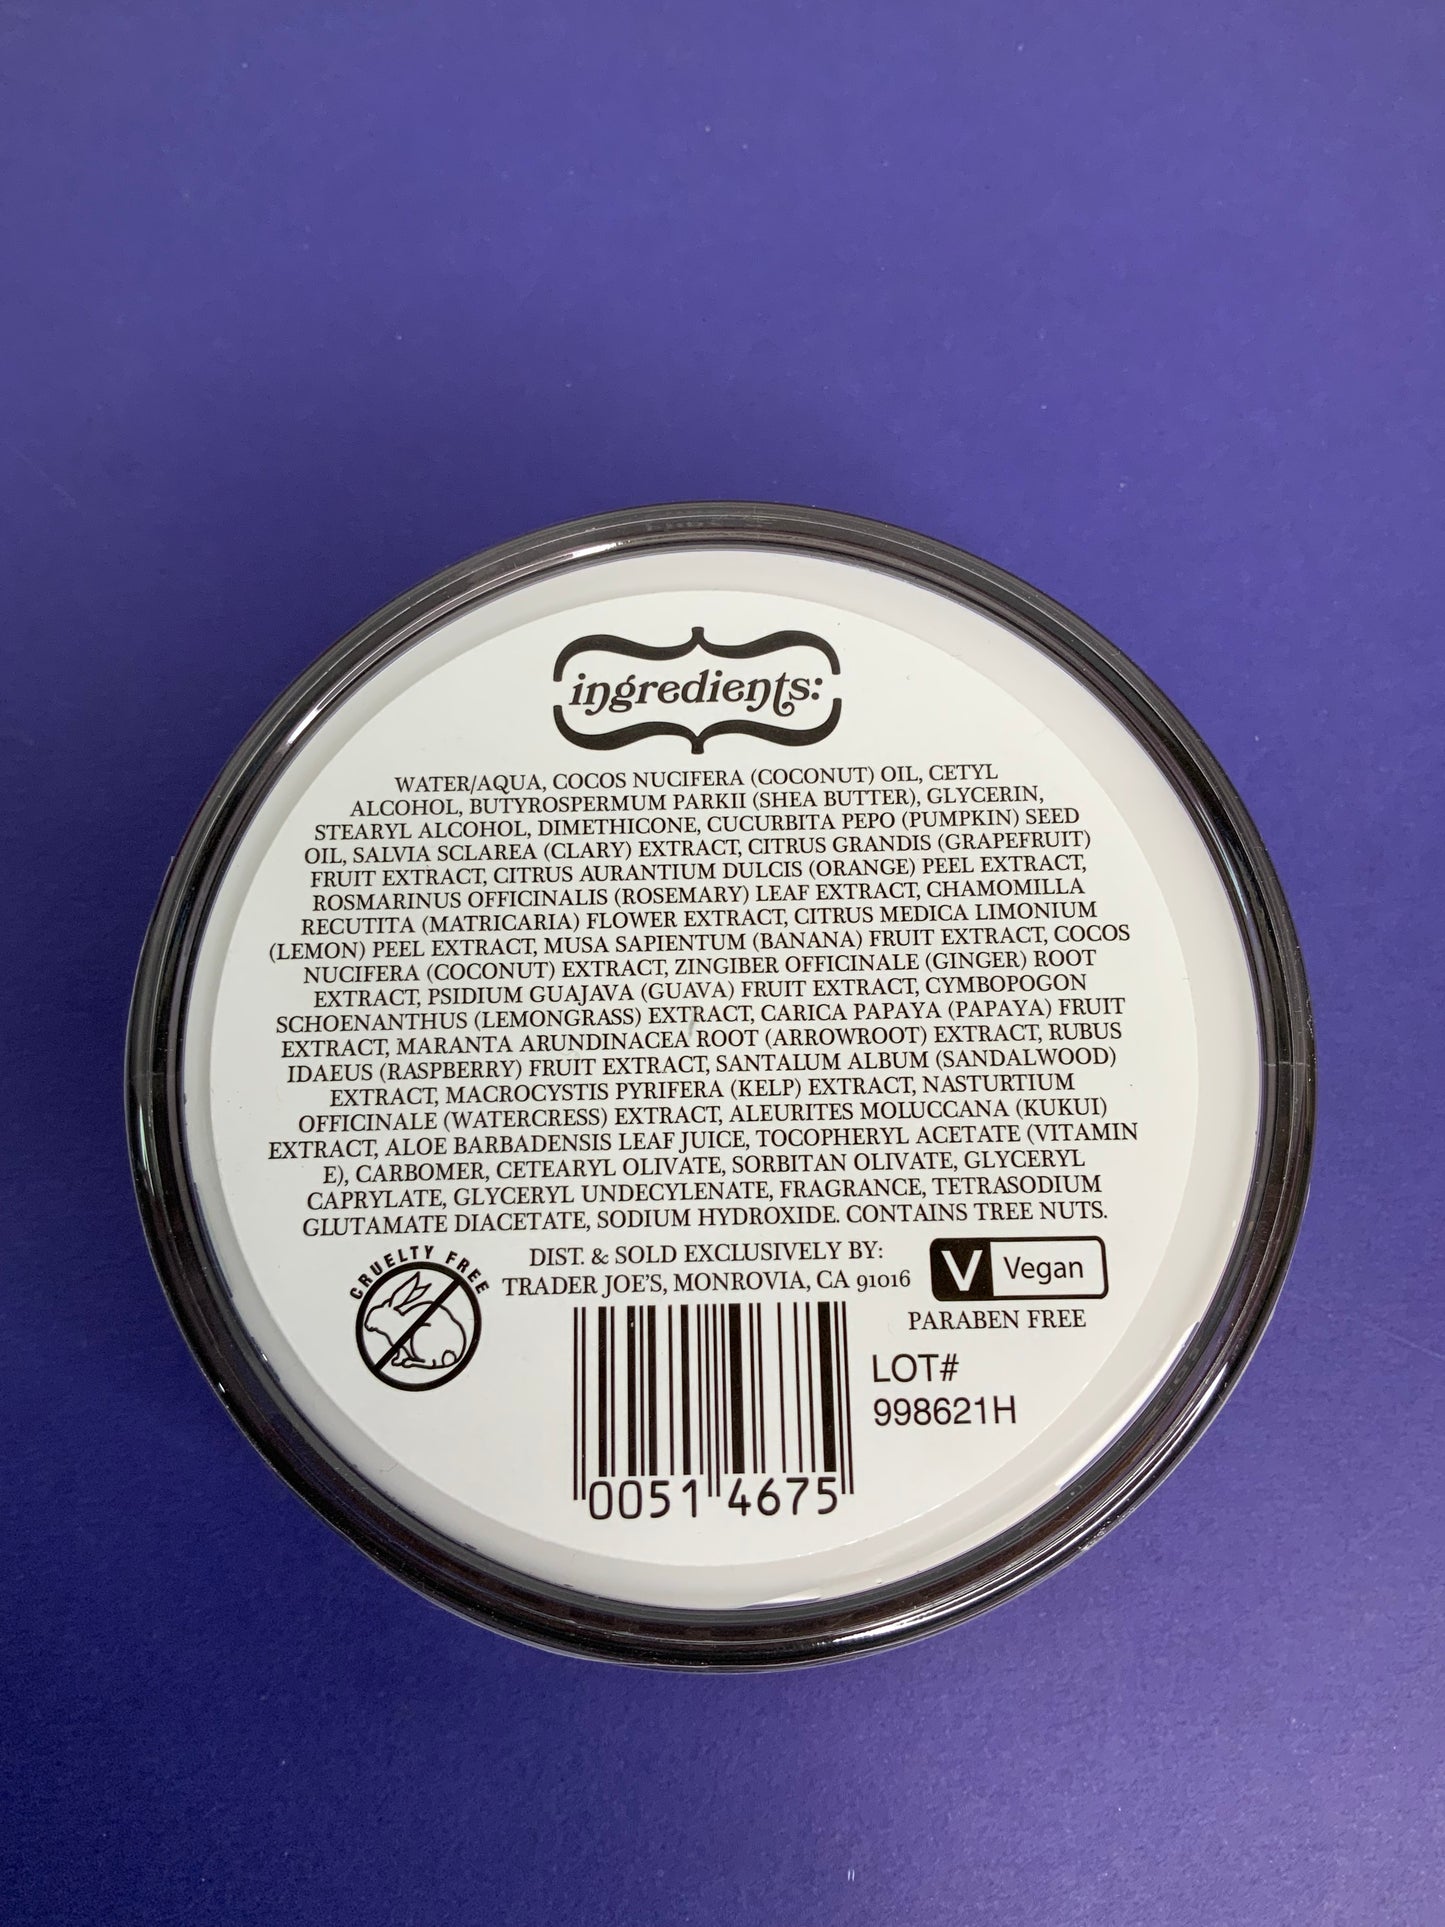 ingredients:
WATER/AQUA, COCOS NUCIFERA (COCONUT) OIL, CETYL
ALCOHOL, BUTYROSPERMUM PARKII (SHEA BUTTER), GLYCERIN,
STEARYL ALCOHOL, DIMETHICONE, CUCURBITA PEPO (PUMPKIN) SEED
OIL, SALVIA SCLAREA (CLARY) EXTRACT, CITRUS GRANDIS (GRAPEFRUIT)
FRUIT EXTRACT, CITRUS AURANTIUM DULCIS (ORANGE) PEEL EXTRACT,
ROSMARINUS OFFICINALIS (ROSEMARY) LEAF EXTRACT, CHAMOMILLA
RECUTITA (MATRICARIA) FLOWER EXTRACT, CITRUS MEDICA LIMONIUM
(LEMON) PEEL EXTRACT, MUSA SAPIENTUM (BANANA) FRUIT EXTRACT, COCOS
NUCIFERA (COCONUT) EXTRACT, ZINGIBER OFFICINALE (GINGER) ROOT
EXTRACT, PSIDIUM GUAJAVA (GUAVA) FRUIT EXTRACT, CYMBOPOGON
SCHOENANTHUS (LEMONGRASS) EXTRACT, CARICA PAPAYA (PAPAYA) FRUIT
EXTRACT, MARANTA ARUNDINACEA ROOT (ARROWROOT) EXTRACT, RUBUS
IDAEUS (RASPBERRY) FRUIT EXTRACT, SANTALUM ALBUM (SANDALWOOD)
EXTRACT, MACROCYSTIS PYRIFERA (KELP) EXTRACT, NASTURTIUM
OFFICINALE (WATERCRESS) EXTRACT, ALEURITES MOLUCCANA (KUKUI)
EXTRACT, ALOE BARBADENSIS LEAF JUICE, TOCOPHERYL ACETATE (VITAMIN
E), CARBOMER, CETEARYL OLIVATE, SORBITAN OLIVATE, GLYCERYL
CAPRYLATE, GLYCERYL UNDECYLENATE, FRAGRANCE, TETRASODIUM
GLUTAMATE DIACETATE, SODIUM HYDROXIDE. CONTAINS TREE NUTS.
CRUELTY FREE
DIST. & SOLD EXCLUSIVELY BY:
TRADER JOE'S, MONROVIA, CA 91016
V Vegan
PARABEN FREE
LOT#
998621H
0051 4675